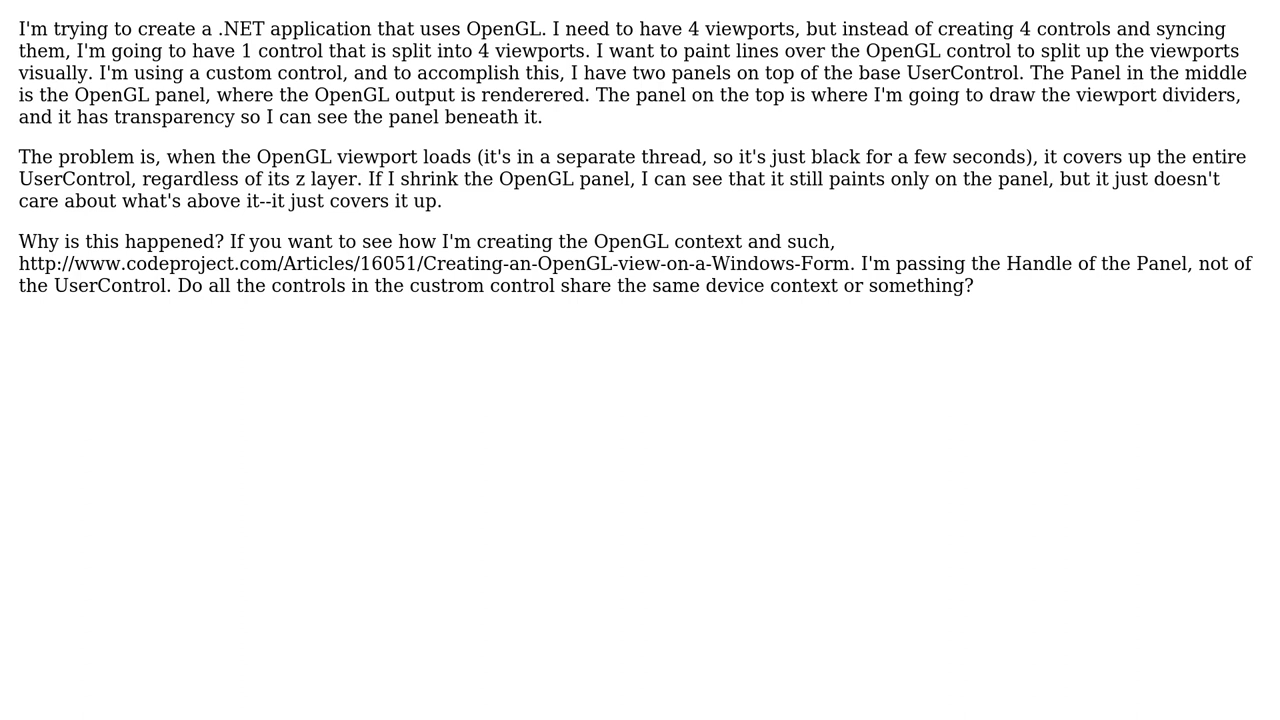 I'm trying to create a .NET application that uses OpenGL. I need to have 4 viewports, but instead of creating 4 controls and syncing
them, I'm going to have 1 control that is split into 4 viewports. I want to paint lines over the OpenGL control to split up the viewports
visually. I'm using a custom control, and to accomplish this, I have two panels on top of the base UserControl. The Panel in the middle
is the OpenGL panel, where the OpenGL output is renderered. The panel on the top is where I'm going to draw the viewport dividers,
and it has transparency so I can see the panel beneath it.
The problem is, when the OpenGL viewport loads (it's in a separate thread, so it's just black for a few seconds), it covers up the entire
UserControl, regardless of its z layer. If I shrink the OpenGL panel, I can see that it still paints only on the panel, but it just doesn't
care about what's above it--it just covers it up.
Why is this happened? If you want to see how I'm creating the OpenGL context and such,
http://www.codeproject.com/Articles/16051/Creating-an-OpenGL-view-on-a-Windows-Form. I'm passing the Handle of the Panel, not of
the UserControl. Do all the controls in the custrom control share the same device context or something?